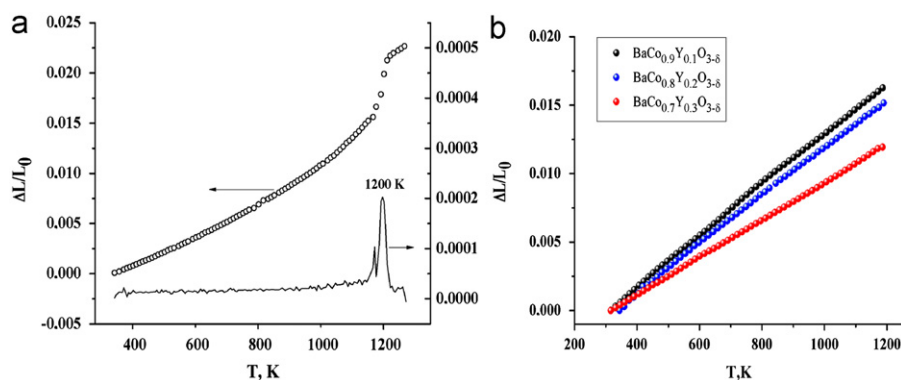 a
0.025
0.020
0.015
0.010
0.005
0.000
-0.005
ΔL/L₀
0.0005
0.0004
0.0003
0.0002
0.0001
0.0000
1200 K
400
600
800
1000
1200
T, K
b
BaCo₀.₉Y₀.₁O₃₋δ
BaCo₀.₈Y₀.₂O₃₋δ
BaCo₀.₇Y₀.₃O₃₋δ
0.015
0.010
0.005
0.000
ΔL/L₀
200
400
600
800
1000
1200
T,K